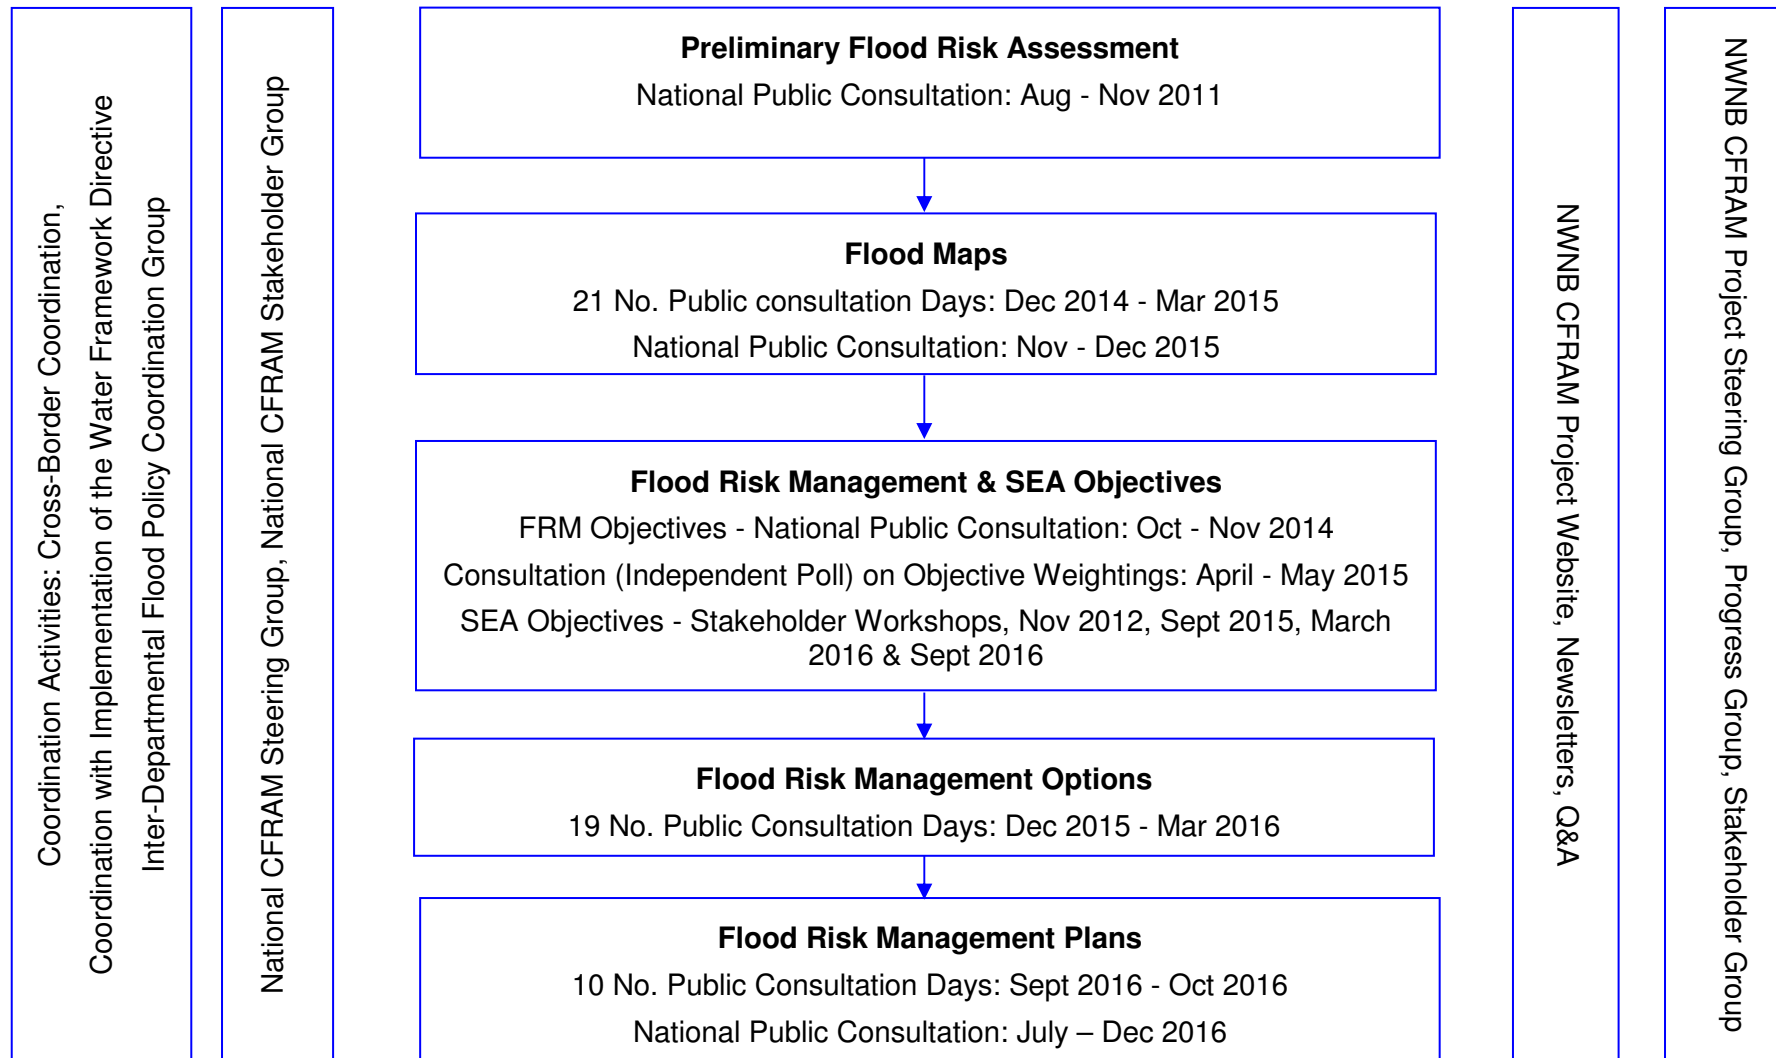 Coordination Activities: Cross-Border Coordination,
Coordination with Implementation of the Water Framework Directive
Inter-Departmental Flood Policy Coordination Group
National CFRAM Steering Group, National CFRAM Stakeholder Group
Preliminary Flood Risk Assessment
National Public Consultation: Aug - Nov 2011
Flood Maps
21 No. Public consultation Days: Dec 2014 - Mar 2015
National Public Consultation: Nov - Dec 2015
Flood Risk Management & SEA Objectives
FRM Objectives - National Public Consultation: Oct - Nov 2014
Consultation (Independent Poll) on Objective Weightings: April - May 2015
SEA Objectives - Stakeholder Workshops, Nov 2012, Sept 2015, March
2016 & Sept 2016
Flood Risk Management Options
19 No. Public Consultation Days: Dec 2015 - Mar 2016
Flood Risk Management Plans
10 No. Public Consultation Days: Sept 2016 - Oct 2016
National Public Consultation: July – Dec 2016
NWNB CFRAM Project Website, Newsletters, Q&A
NWNB CFRAM Project Steering Group, Progress Group, Stakeholder Group